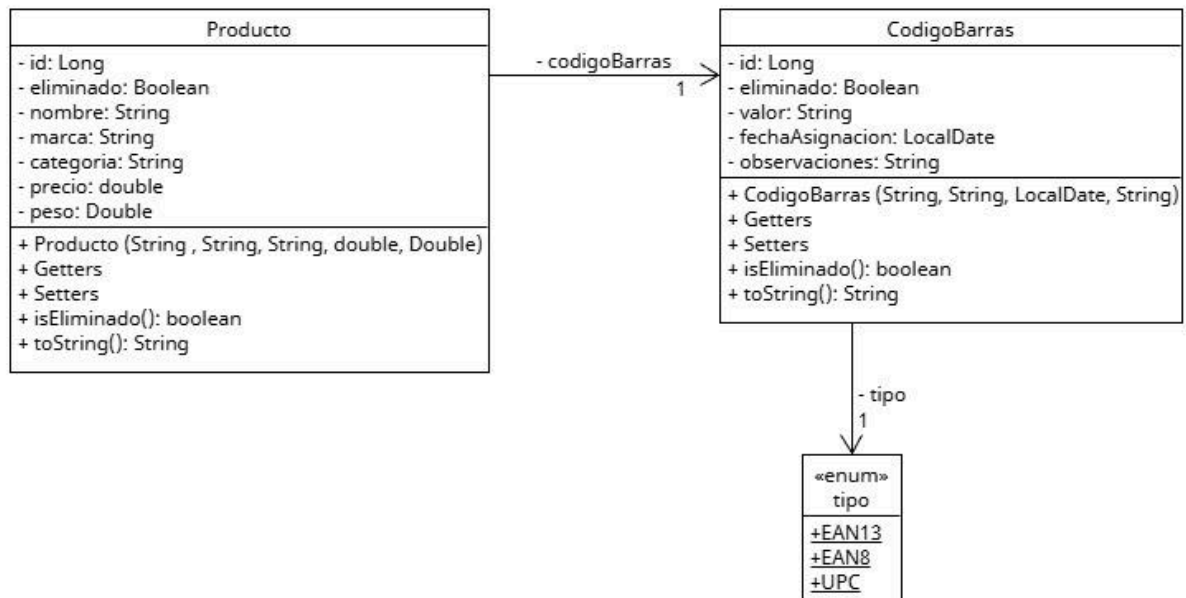 Producto
- id: Long
- eliminado: Boolean
- nombre: String
- marca: String
- categoria: String
- precio: double
- peso: Double
+ Producto (String , String, String, double, Double)
+ Getters
+ Setters
+ isEliminado(): boolean
+ toString(): String
- codigoBarras
1
CodigoBarras
- id: Long
- eliminado: Boolean
- valor: String
- fechaAsignacion: LocalDate
- observaciones: String
+ CodigoBarras (String, String, LocalDate, String)
+ Getters
+ Setters
+ isEliminado(): boolean
+ toString(): String
- tipo
1
«enum»
tipo
+EAN13
+EAN8
+UPC